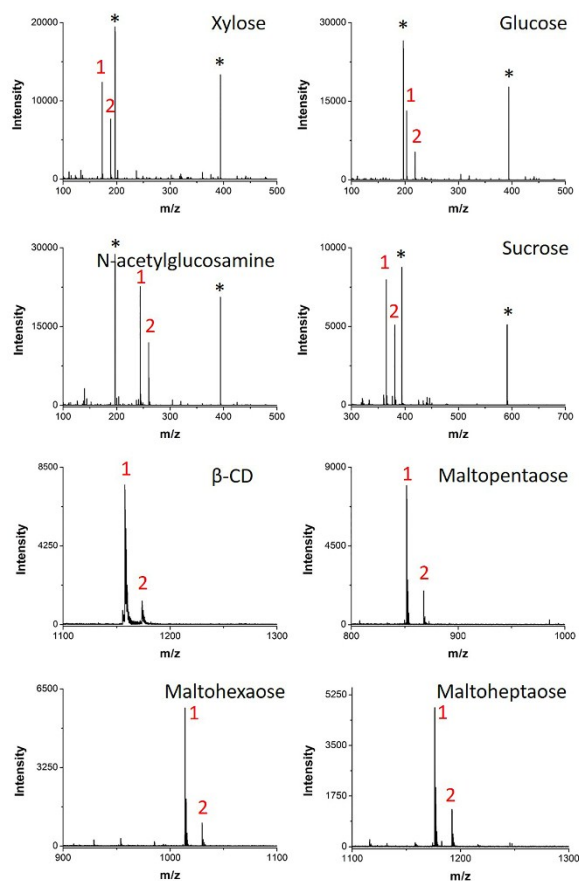 Xylose
20000
10000
0
Intensity
1
2
*
*
100 200 300 400 500
m/z
Glucose
30000
15000
0
Intensity
*
1
2
*
100 200 300 400 500
m/z
N-acetylglucosamine
30000
15000
0
Intensity
*
1
2
*
100 200 300 400 500
m/z
Sucrose
10000
5000
0
Intensity
1
2
*
*
300 400 500 600 700
m/z
β-CD
8500
4250
0
Intensity
1
2
1100 1200 1300
m/z
Maltopentaose
9000
4500
0
Intensity
1
2
800 900 1000
m/z
Maltohexaose
6500
3250
0
Intensity
1
2
900 1000 1100
m/z
Maltoheptaose
5250
3500
1750
0
Intensity
1
2
1100 1200 1300
m/z